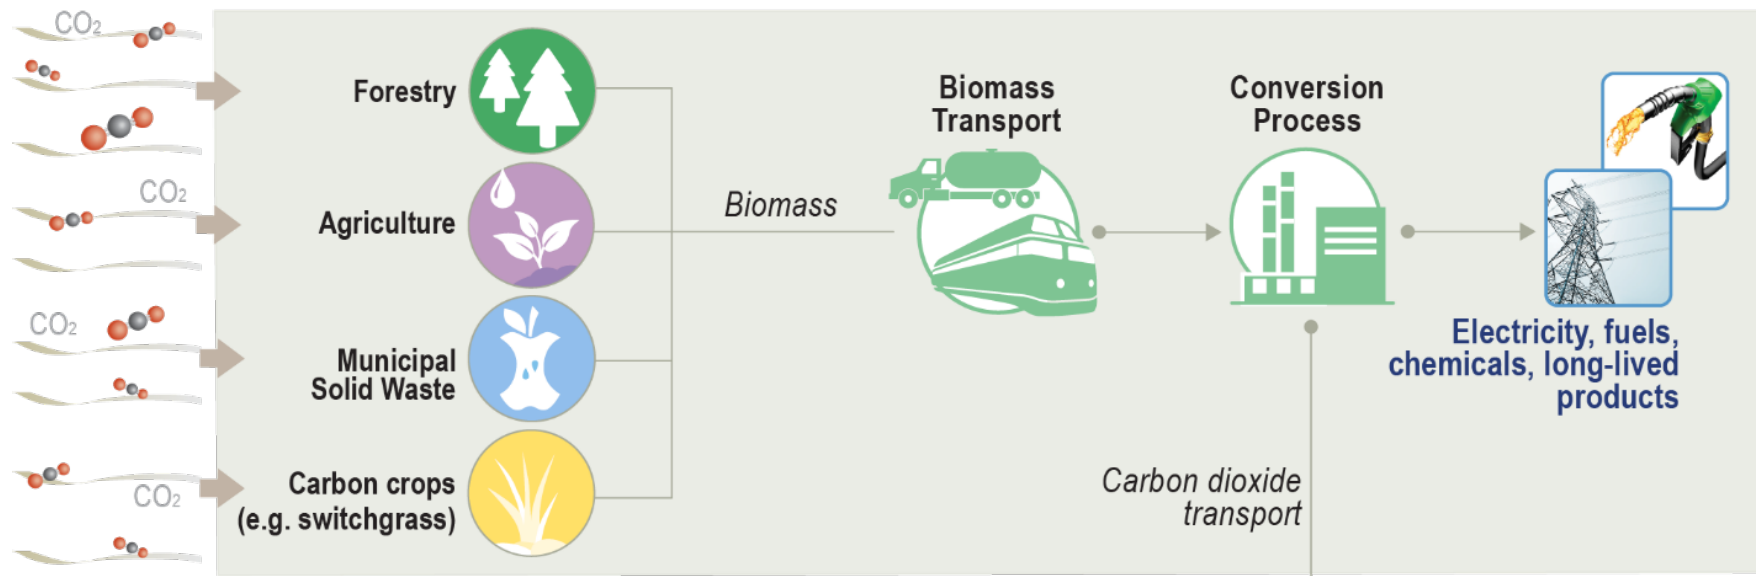 CO₂
Forestry
CO₂
Agriculture
CO₂
Municipal
Solid Waste
Carbon crops
(e.g. switchgrass)
CO₂
Biomass
Biomass
Transport
Conversion
Process
Electricity, fuels,
chemicals, long-lived
products
Carbon dioxide
transport